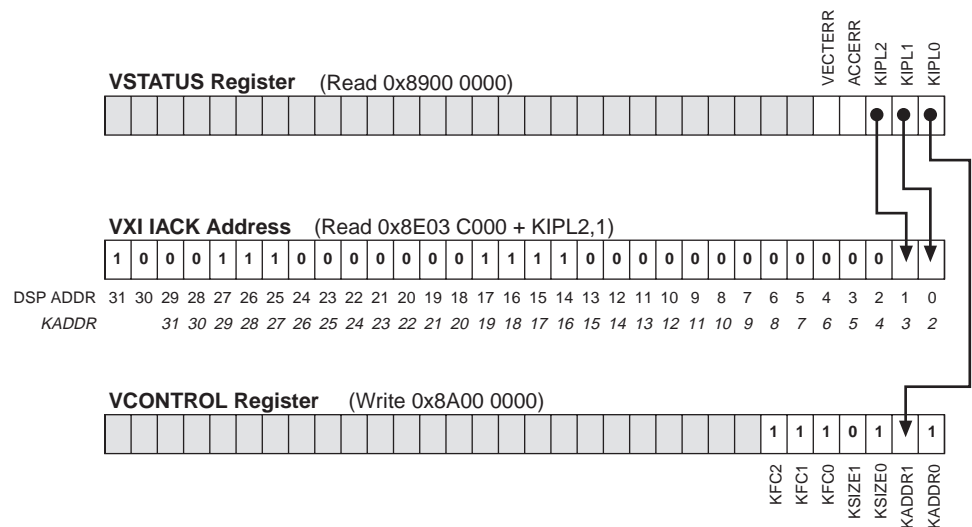 VECTERR
ACCERR
KIPL2
KIPL1
KIPL0
VSTATUS Register (Read 0x8900 0000)
VXI IACK Address (Read 0x8E03 C000 + KIPL2,1)
1 0 0 0 1 1 1 0 0 0 0 0 0 0 1 1 1 1 0 0 0 0 0 0 0 0 0 0 0 0
DSP ADDR 31 30 29 28 27 26 25 24 23 22 21 20 19 18 17 16 15 14 13 12 11 10 9 8 7 6 5 4 3 2 1 0
KADDR 31 30 29 28 27 26 25 24 23 22 21 20 19 18 17 16 15 14 13 12 11 10 9 8 7 6 5 4 3 2
VCONTROL Register (Write 0x8A00 0000)
1 1 1 0 1 1
KFC2
KFC1
KFC0
KSIZE1
KSIZE0
KADDR1
KADDR0